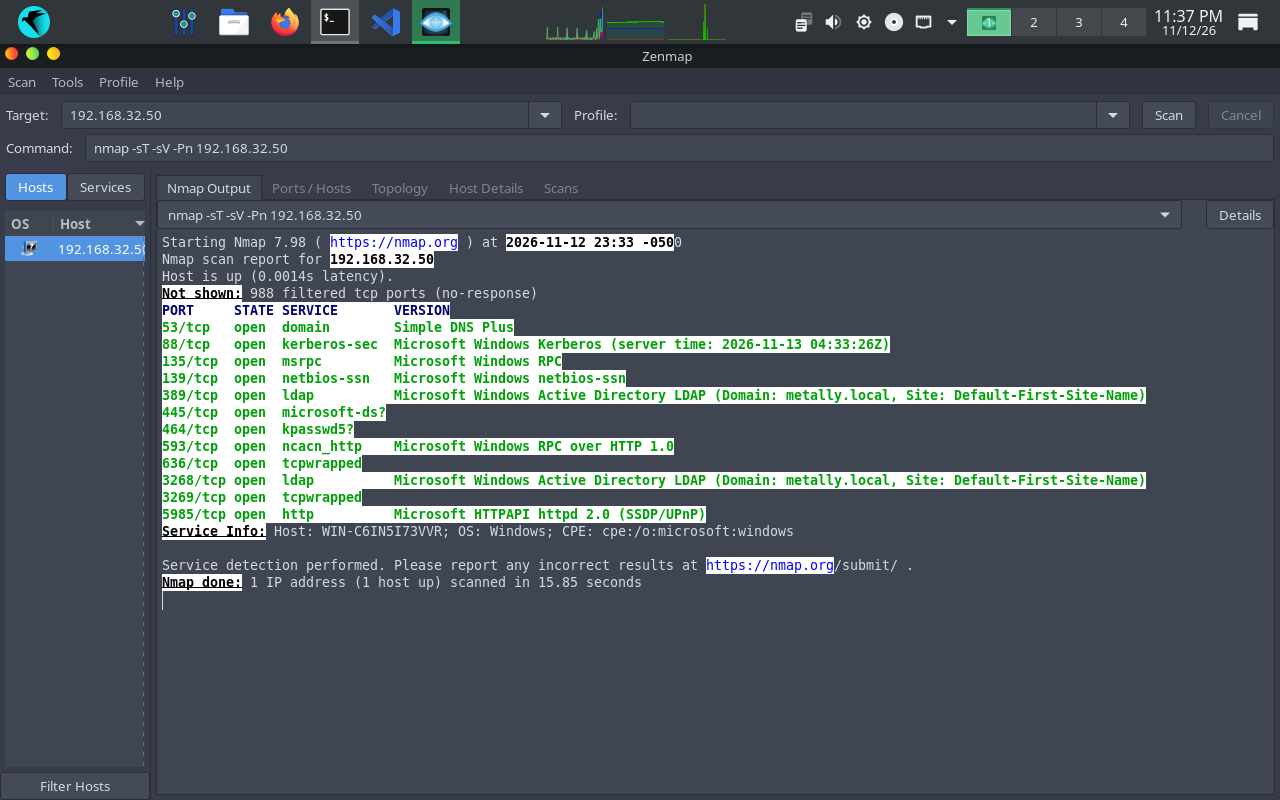 1 2 3 4 11:37 PM
11/12/26
Zenmap
Scan Tools Profile Help
Target: 192.168.32.50 Profile: Scan Cancel
Command: nmap -sT -sV -Pn 192.168.32.50
Hosts Services Nmap Output Ports / Hosts Topology Host Details Scans
OS Host nmap -sT -sV -Pn 192.168.32.50 Details
192.168.32.50
Starting Nmap 7.98 ( https://nmap.org ) at 2026-11-12 23:33 -0500
Nmap scan report for 192.168.32.50
Host is up (0.0014s latency).
Not shown: 988 filtered tcp ports (no-response)
PORT     STATE SERVICE       VERSION
53/tcp   open  domain        Simple DNS Plus
88/tcp   open  kerberos-sec  Microsoft Windows Kerberos (server time: 2026-11-13 04:33:26Z)
135/tcp  open  msrpc         Microsoft Windows RPC
139/tcp  open  netbios-ssn   Microsoft Windows netbios-ssn
389/tcp  open  ldap          Microsoft Windows Active Directory LDAP (Domain: metally.local, Site: Default-First-Site-Name)
445/tcp  open  microsoft-ds?
464/tcp  open  kpasswd5?
593/tcp  open  ncacn_http    Microsoft Windows RPC over HTTP 1.0
636/tcp  open  tcpwrapped
3268/tcp open  ldap          Microsoft Windows Active Directory LDAP (Domain: metally.local, Site: Default-First-Site-Name)
3269/tcp open  tcpwrapped
5985/tcp open  http          Microsoft HTTPAPI httpd 2.0 (SSDP/UPnP)
Service Info: Host: WIN-C6IN5I73VVR; OS: Windows; CPE: cpe:/o:microsoft:windows
Service detection performed. Please report any incorrect results at https://nmap.org/submit/ .
Nmap done: 1 IP address (1 host up) scanned in 15.85 seconds
Filter Hosts